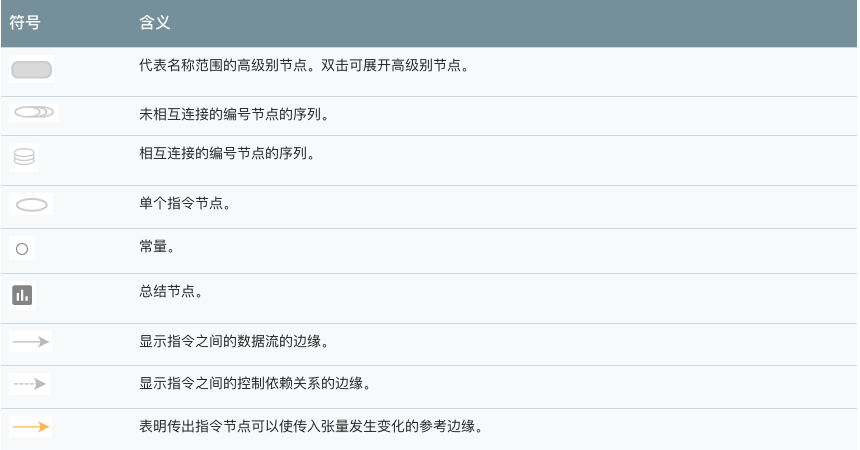 符号 含义
代表名称范围的高级别节点。双击可展开高级别节点。
未相互连接的编号节点的序列。
相互连接的编号节点的序列。
单个指令节点。
常量。
总结节点。
显示指令之间的数据流的边缘。
显示指令之间的控制依赖关系的边缘。
表明传出指令节点可以使传入张量发生变化的参考边缘。